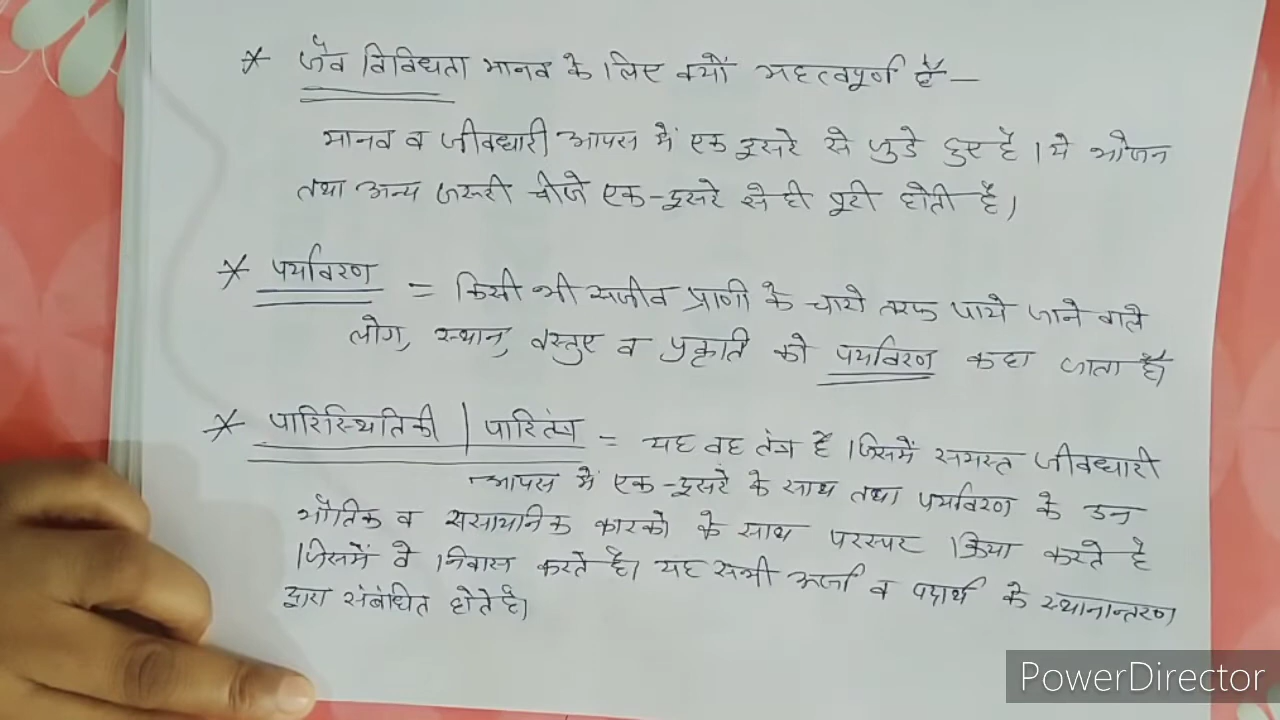 * जैव विविधता मानव के लिए क्यों महत्वपूर्ण है –
मानव व जीवधारी आपस में एक दूसरे से जुडे हुए है। ये भोजन
तथा अन्य जरुरी चीजे एक-दूसरे से ही पूरी होती है।
* पर्यावरण = किसी भी सजीव प्राणी के चारो तरफ पाये जाने वाले
लोग, स्थान, वस्तुए व प्रकृति को पर्यावरण कहा जाता है।
* पारिस्थितिकी | पारितंत्र = यह वह तंत्र है जिसमें समस्त जीवधारी
आपस में एक-दूसरे के साथ तथा पर्यावरण के उन
भौतिक व रासायनिक कारको के साथ परस्पर क्रिया करते है
जिसमें वे निवास करते है। यह सभी ऊर्जा व पदार्थ के स्थानान्तरण
द्वारा संबंधित होते है।
PowerDirector